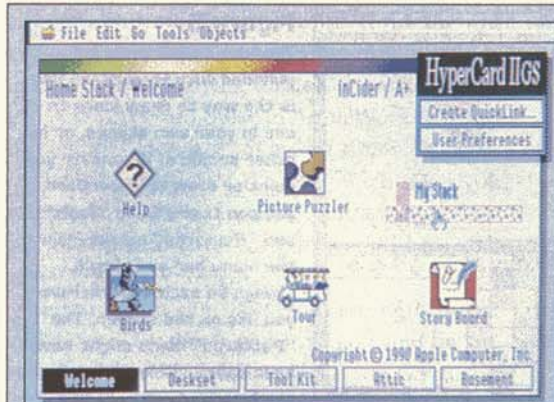 File Edit Go Tools Objects
Home Stack / Welcome
inCider / A+
HyperCard IIGS
Create QuickLink...
User Preferences
Help
Picture Puzzler
My Stack
Birds
Tour
Story Board
Copyright © 1990 Apple Computer, Inc.
Welcome
Deskset
Tool Kit
Attic
Basement